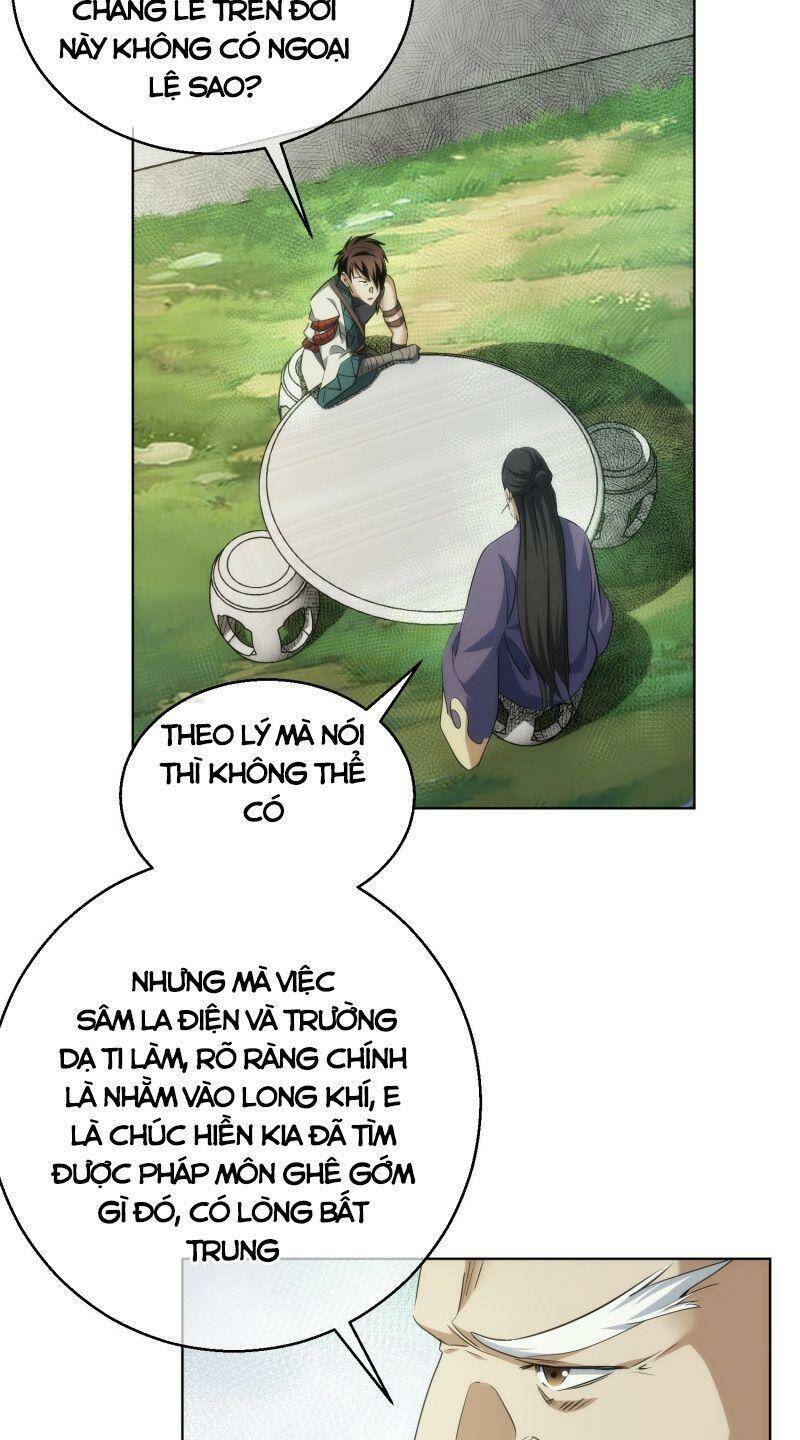 CHẲNG LẼ TRÊN ĐỜI
NÀY KHÔNG CÓ NGOẠI
LỆ SAO?
THEO LÝ MÀ NÓI
THÌ KHÔNG THỂ
CÓ
NHƯNG MÀ VIỆC
SÂM LA ĐIỆN VÀ TRƯỜNG
DẠ TI LÀM, RÕ RÀNG CHÍNH
LÀ NHẰM VÀO LONG KHÍ, E
LÀ CHÚC HIỀN KIA ĐÃ TÌM
ĐƯỢC PHÁP MÔN GHÊ GỚM
GÌ ĐÓ, CÓ LÒNG BẤT
TRUNG